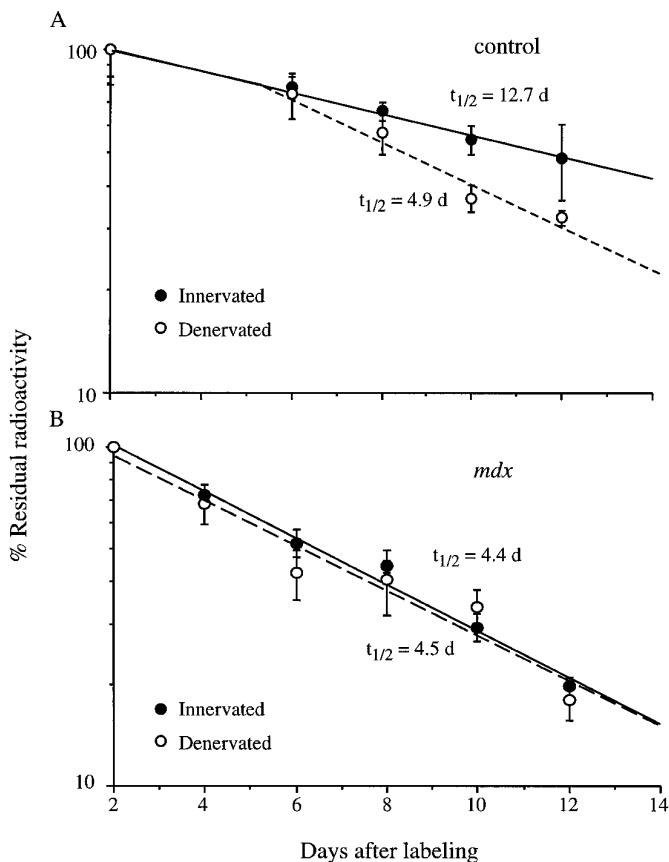 A
100
control
t1/2 = 12.7 d
t1/2 = 4.9 d
Innervated
Denervated
10
% Residual radioactivity
B
100
mdx
t1/2 = 4.4 d
t1/2 = 4.5 d
Innervated
Denervated
10
2 4 6 8 10 12 14
Days after labeling